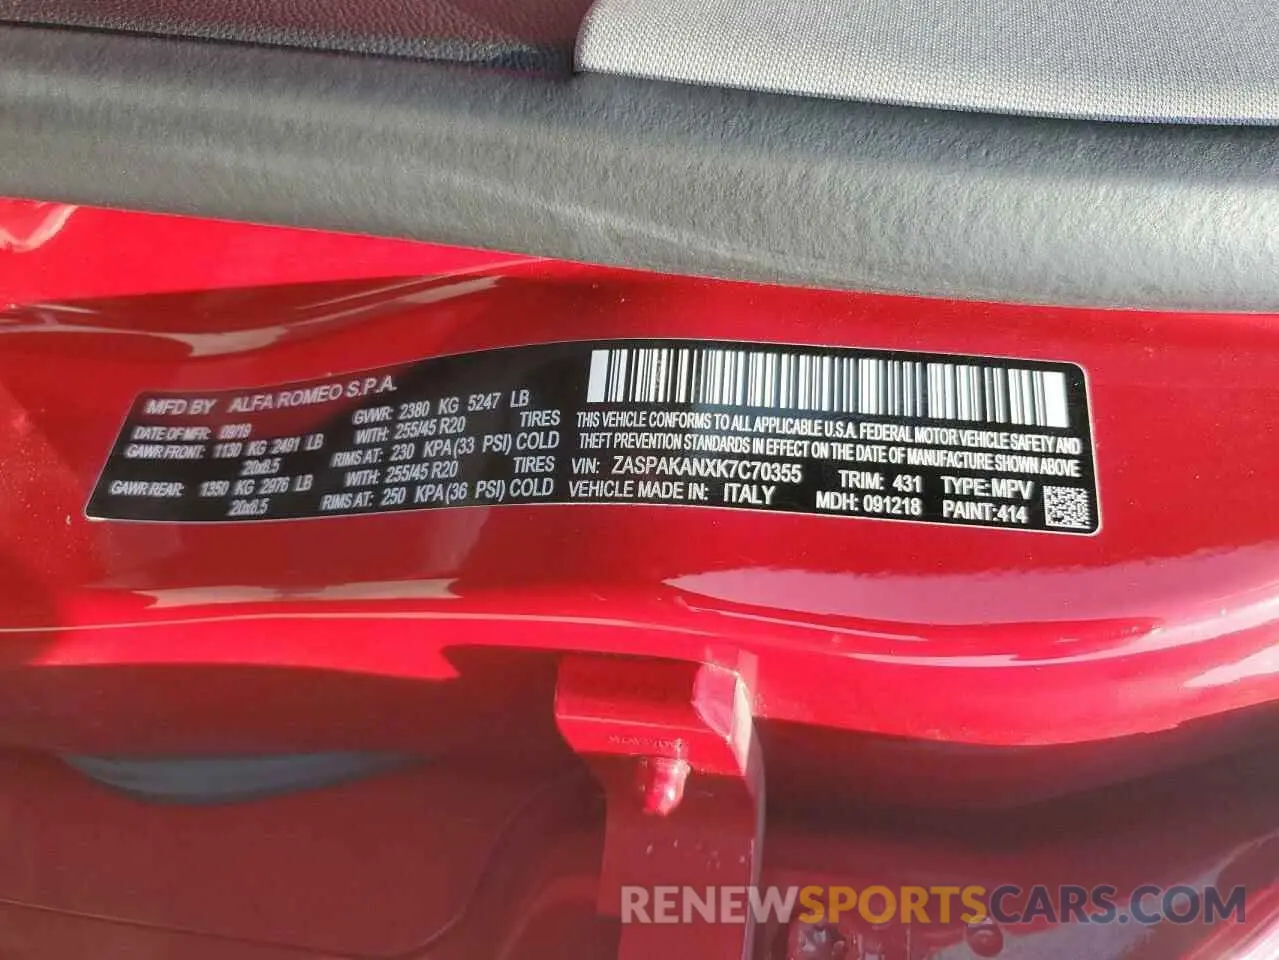 MFD BY ALFA ROMEO S.P.A.
DATE OF MFR: 09/19 GVWR: 2380 KG 5247 LB
GAWR FRONT: 1130 KG 2491 LB WITH: 255/45 R20 TIRES
20x8.5 RIMS AT: 230 KPA(33 PSI) COLD
GAWR REAR: 1350 KG 2976 LB WITH: 255/45 R20 TIRES
20x8.5 RIMS AT: 250 KPA(36 PSI) COLD
THIS VEHICLE CONFORMS TO ALL APPLICABLE U.S.A. FEDERAL MOTOR VEHICLE SAFETY AND
THEFT PREVENTION STANDARDS IN EFFECT ON THE DATE OF MANUFACTURE SHOWN ABOVE
VIN: ZASPAKANXK7C70355 TRIM: 431 TYPE:MPV
VEHICLE MADE IN: ITALY MDH: 091218 PAINT:414
RENEWSPORTSCARS.COM